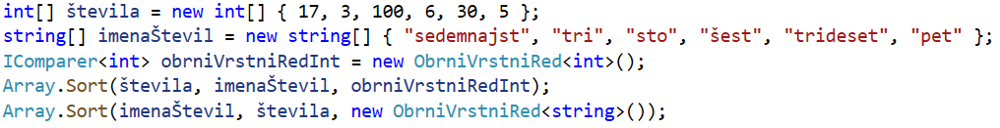 int[] števila = new int[] { 17, 3, 100, 6, 30, 5 };
string[] imenaŠtevil = new string[] { "sedemnajst", "tri", "sto", "šest", "trideset", "pet" };
IComparer<int> obrniVrstniRedInt = new ObrniVrstniRed<int>();
Array.Sort(števila, imenaŠtevil, obrniVrstniRedInt);
Array.Sort(imenaŠtevil, števila, new ObrniVrstniRed<string>());